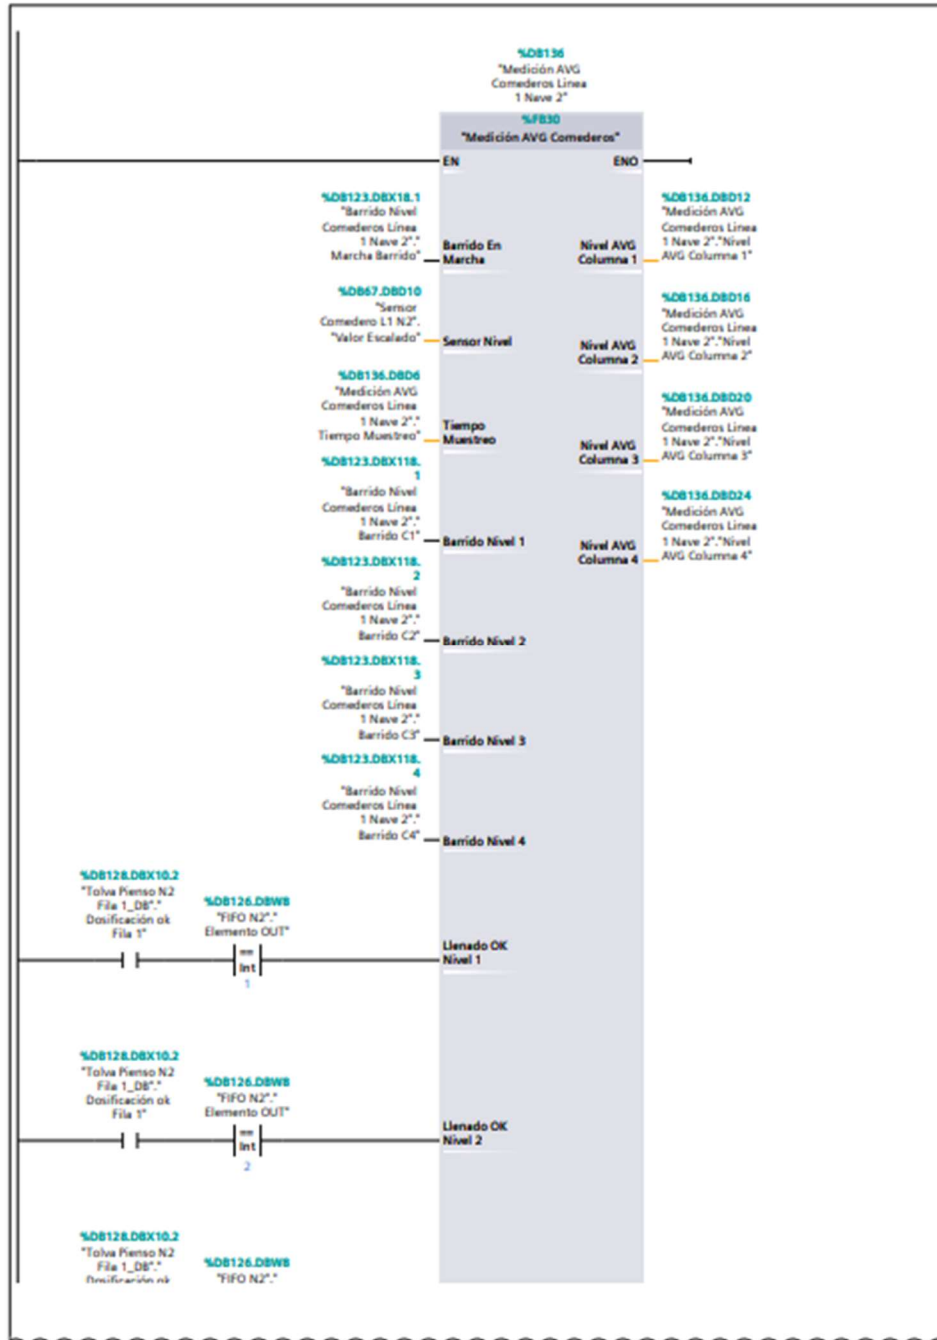 %DB136
"Medición AVG
Comederos Linea
1 Nave 2"
%FB30
"Medición AVG Comederos"
EN
ENO
%DB123.DBX18.1
"Barrido Nivel
Comederos Línea
1 Nave 2"."
Marcha Barrido"
Barrido En
Marcha
Nivel AVG
Columna 1
%DB136.DBD12
"Medición AVG
Comederos Linea
1 Nave 2"."Nivel
AVG Columna 1"
%DB67.DBD10
"Sensor
Comedero L1 N2".
"Valor Escalado"
Sensor Nivel
Nivel AVG
Columna 2
%DB136.DBD16
"Medición AVG
Comederos Linea
1 Nave 2"."Nivel
AVG Columna 2"
%DB136.DBD6
"Medición AVG
Comederos Linea
1 Nave 2"."
Tiempo Muestreo"
Tiempo
Muestreo
Nivel AVG
Columna 3
%DB136.DBD20
"Medición AVG
Comederos Linea
1 Nave 2"."Nivel
AVG Columna 3"
%DB123.DBX118.
1
"Barrido Nivel
Comederos Línea
1 Nave 2"."
Barrido C1"
Barrido Nivel 1
Nivel AVG
Columna 4
%DB136.DBD24
"Medición AVG
Comederos Linea
1 Nave 2"."Nivel
AVG Columna 4"
%DB123.DBX118.
2
"Barrido Nivel
Comederos Línea
1 Nave 2"."
Barrido C2"
Barrido Nivel 2
%DB123.DBX118.
3
"Barrido Nivel
Comederos Línea
1 Nave 2"."
Barrido C3"
Barrido Nivel 3
%DB123.DBX118.
4
"Barrido Nivel
Comederos Línea
1 Nave 2"."
Barrido C4"
Barrido Nivel 4
%DB128.DBX10.2
"Tolva Pienso N2
Fila 1_DB"."
Dosificación ok
Fila 1"
%DB126.DBW8
"FIFO N2"."
Elemento OUT"
==
Int
1
Llenado OK
Nivel 1
%DB128.DBX10.2
"Tolva Pienso N2
Fila 1_DB"."
Dosificación ok
Fila 1"
%DB126.DBW8
"FIFO N2"."
Elemento OUT"
==
Int
2
Llenado OK
Nivel 2
%DB128.DBX10.2
"Tolva Pienso N2
Fila 1_DB"."
Dosificación ok
%DB126.DBW8
"FIFO N2"."